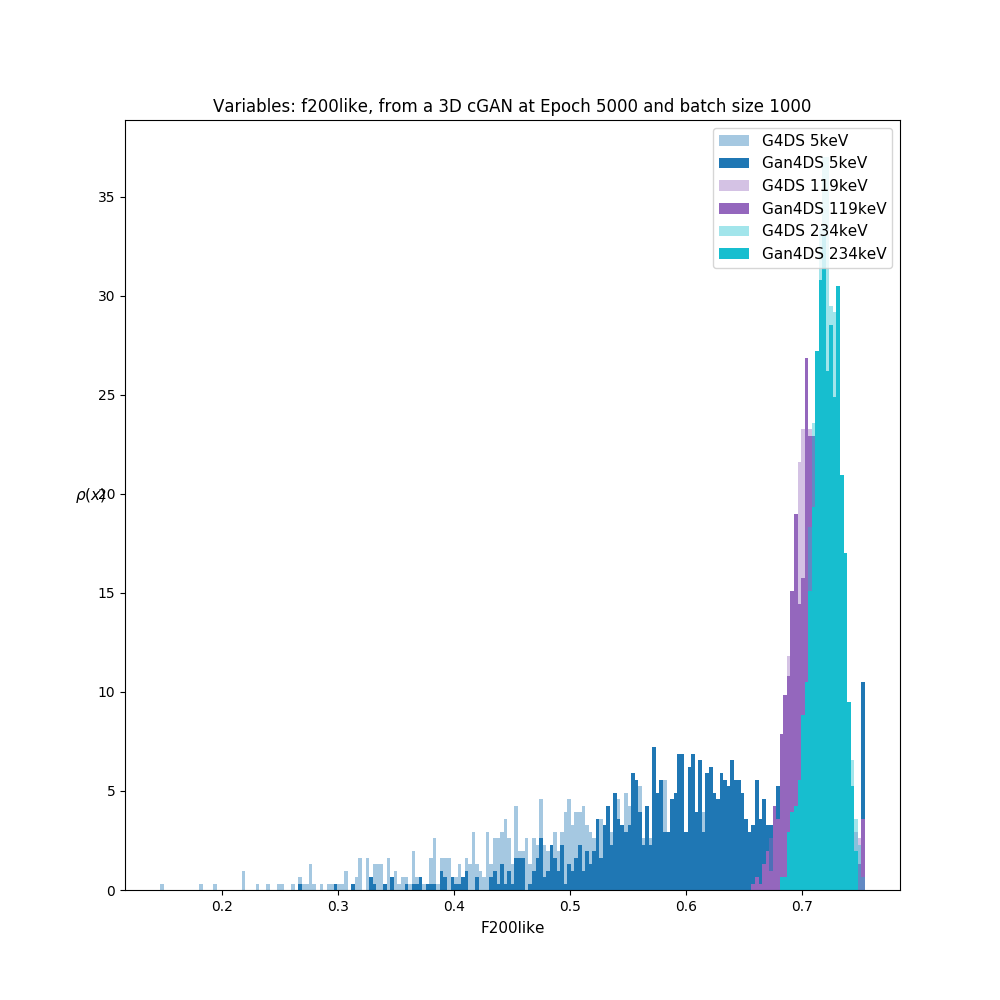 Variables: f200like, from a 3D cGAN at Epoch 5000 and batch size 1000
G4DS 5keV
Gan4DS 5keV
G4DS 119keV
Gan4DS 119keV
G4DS 234keV
Gan4DS 234keV
35
30
25
ρ(x)
20
15
10
5
0
0.2 0.3 0.4 0.5 0.6 0.7
F200like